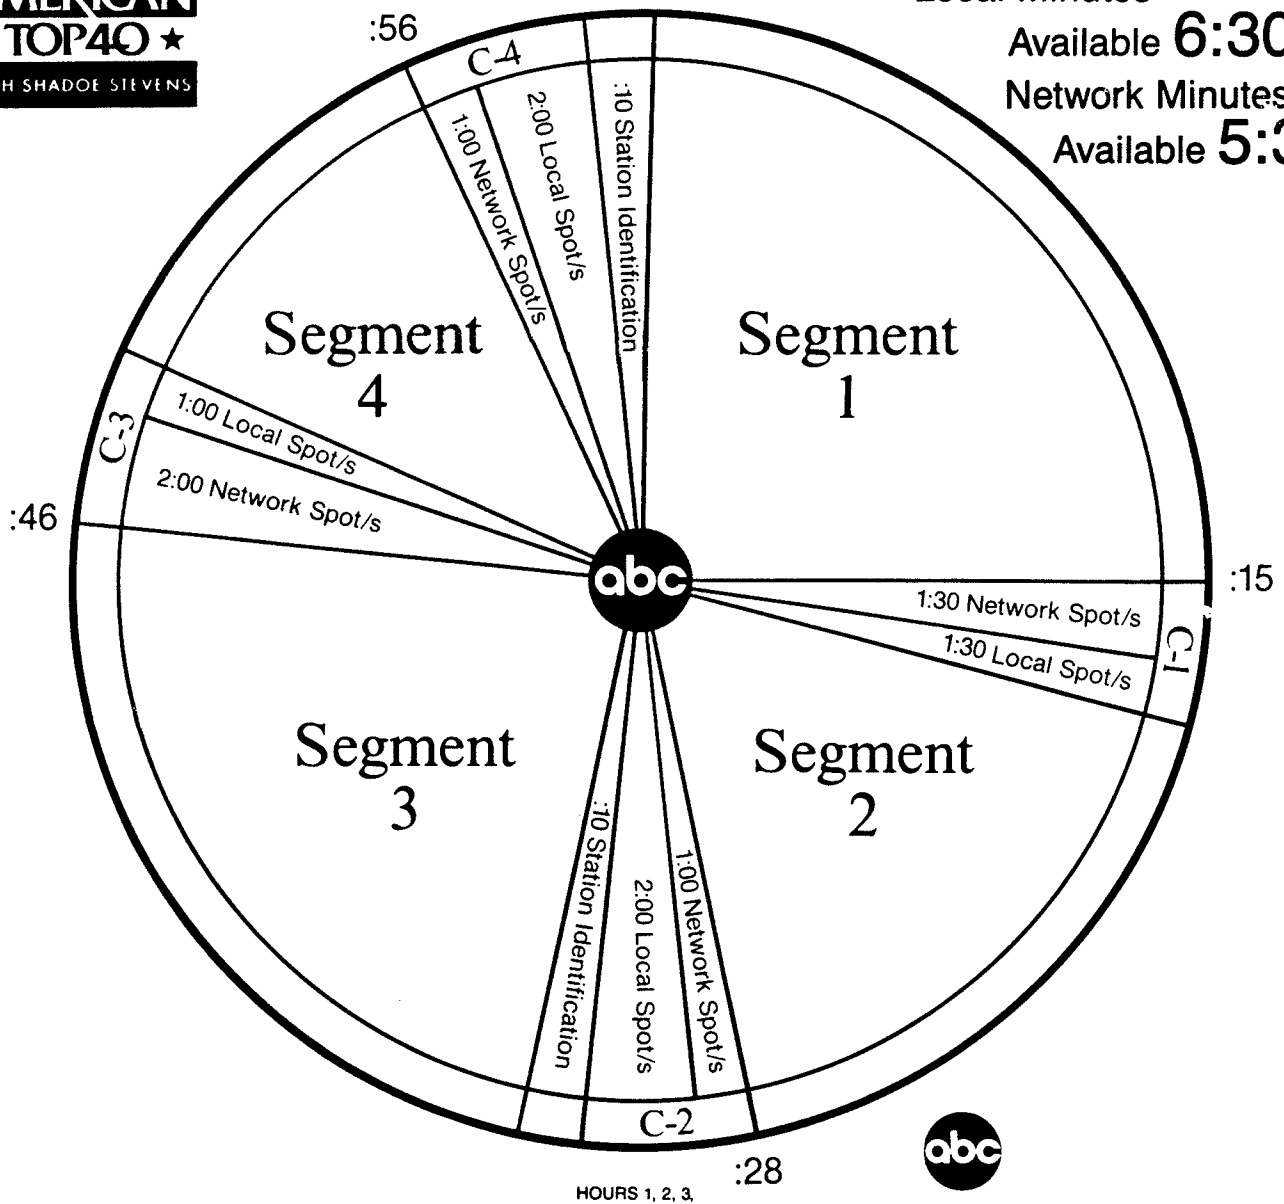 TOP40 ★
SHADOE STEVENS
Available 6:30
Network Minutes
Available
:56
C-4
1:00 Network Spot/s
2:00 Local Spot/s
:10 Station Identification
Segment
4
Segment
1
C-3
1:00 Local Spot/s
2:00 Network Spot/s
:46
abc
:15
1:30 Network Spot/s
1:30 Local Spot/s
C-1
Segment
3
Segment
2
:10 Station Identification
2:00 Local Spot/s
1:00 Network Spot/s
C-2
:28
abc
HOURS 1, 2, 3,